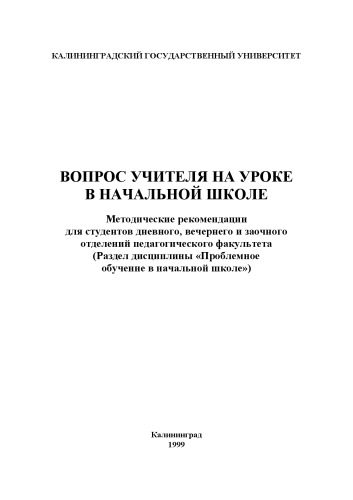 КАЛИНИНГРАДСКИЙ ГОСУДАРСТВЕННЫЙ УНИВЕРСИТЕТ
ВОПРОС УЧИТЕЛЯ НА УРОКЕ
В НАЧАЛЬНОЙ ШКОЛЕ
Методические рекомендации
для студентов дневного, вечернего и заочного
отделений педагогического факультета
(Раздел дисциплины «Проблемное
обучение в начальной школе»)
Калининград
1999